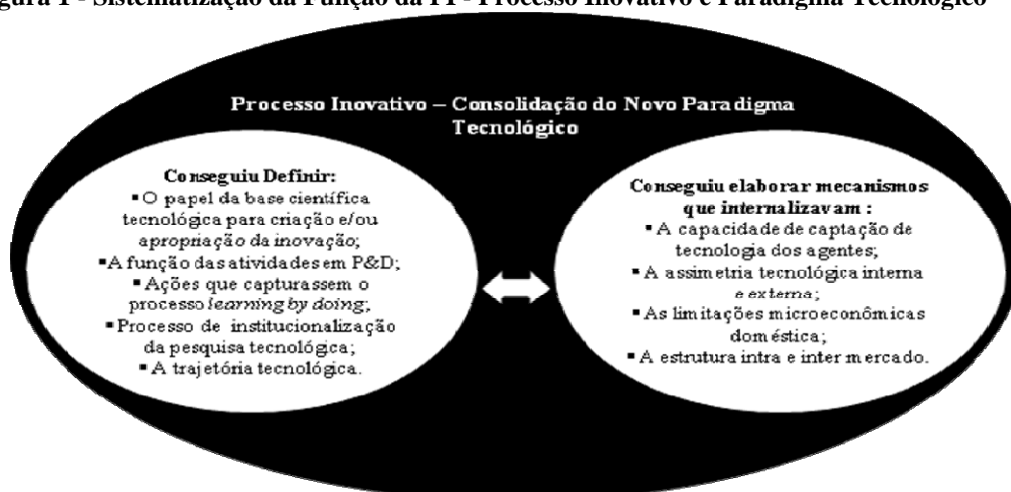 gura 1 - Sistematização da Função da PI - Processo Inovativo e Paradigma Tecnológico
Processo Inovativo – Consolidação do Novo Paradigma
Tecnológico
Conseguiu Definir:
▪O papel da base científica
tecnológica para criação e/ou
apropriação da inovação;
▪A função das atividades em P&D;
▪Ações que capturassem o
processo learning by doing;
▪Processo de institucionalização
da pesquisa tecnológica;
▪A trajetória tecnológica.
Conseguiu elaborar mecanismos
que internalizavam :
▪A capacidade de captação de
tecnologia dos agentes;
▪A assimetria tecnológica interna
e externa;
▪As limitações microeconômicas
doméstica;
▪A estrutura intra e inter mercado.